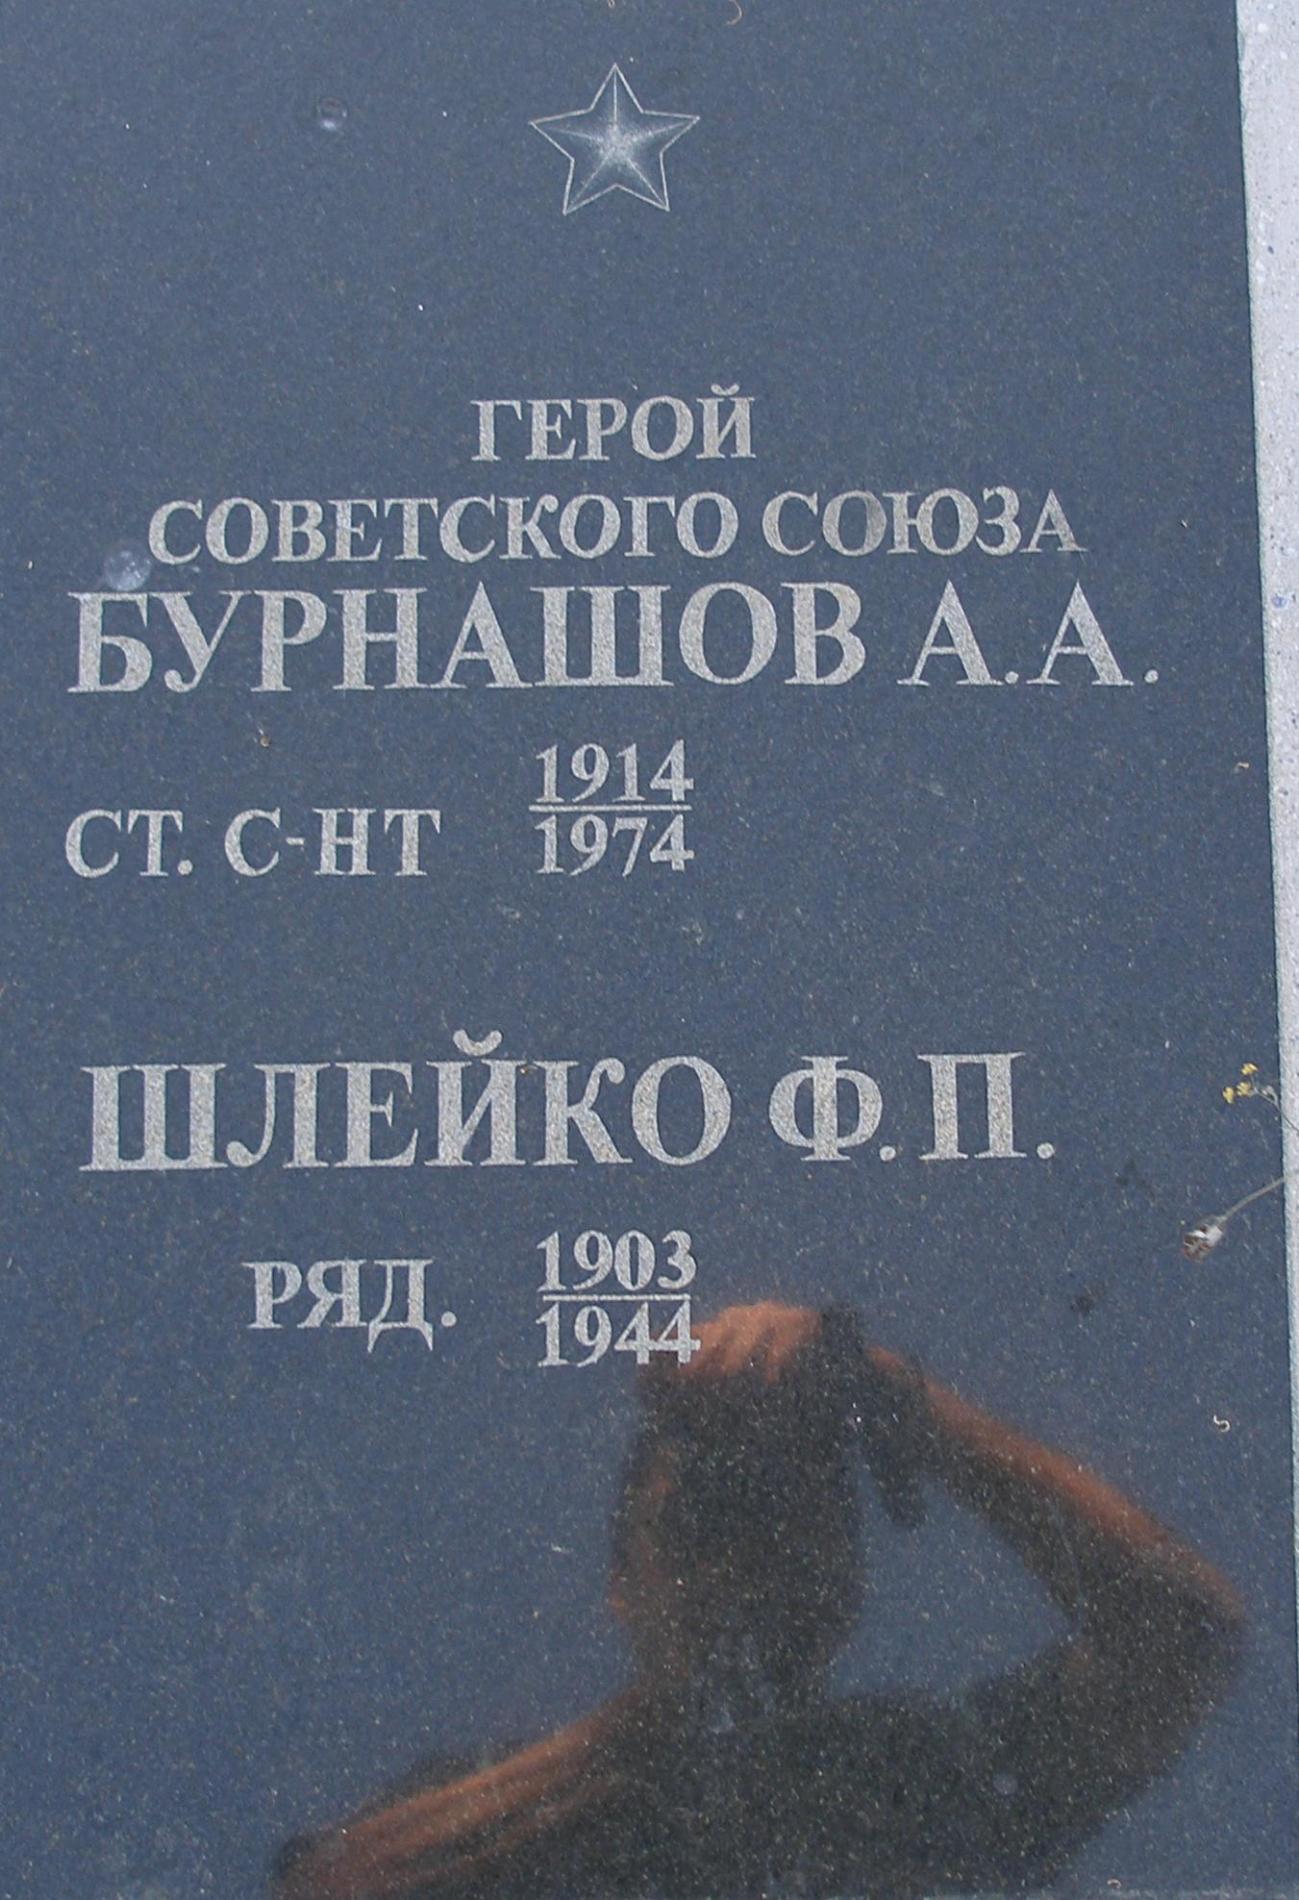 ГЕРОЙ
СОВЕТСКОГО СОЮЗА
БУРНАШОВ А.А.
СТ. С-НТ 1914
1974
ШЛЕЙКО Ф.П.
РЯД. 1903
1944